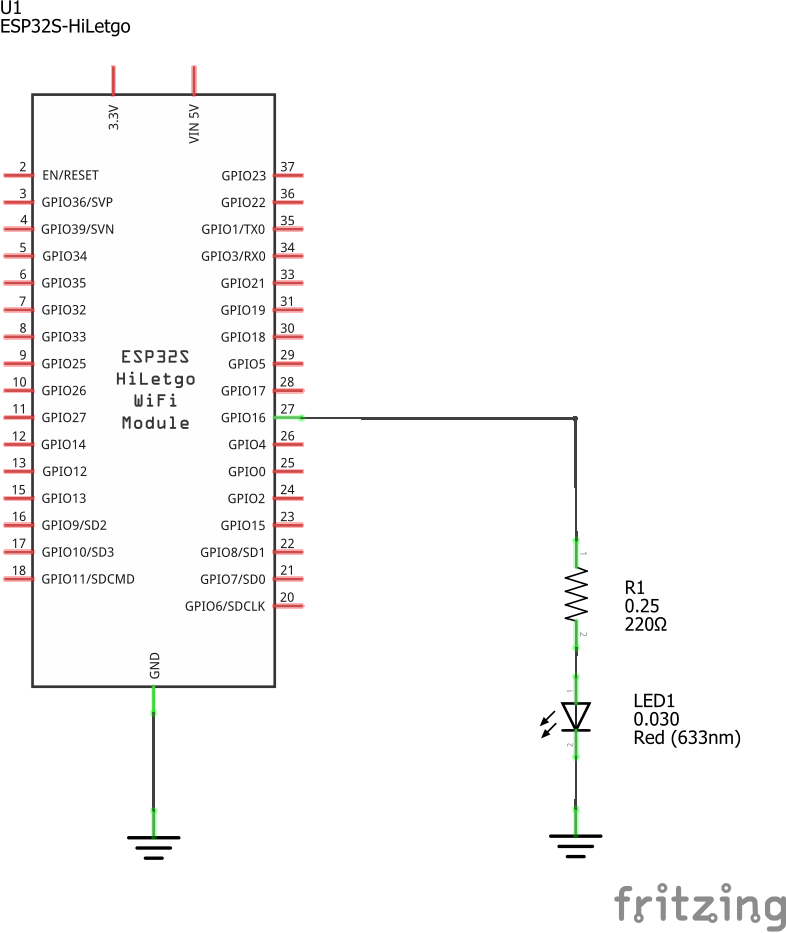 U1
ESP32S-HiLetgo
3.3V
VIN 5V
2 EN/RESET
GPIO23 37
3 GPIO36/SVP
GPIO22 36
4 GPIO39/SVN
GPIO1/TX0 35
5 GPIO34
GPIO3/RX0 34
6 GPIO35
GPIO21 33
7 GPIO32
GPIO19 31
8 GPIO33
GPIO18 30
9 GPIO25
GPIO5 29
10 GPIO26
GPIO17 28
11 GPIO27
GPIO16 27
12 GPIO14
GPIO4 26
13 GPIO12
GPIO0 25
15 GPIO13
GPIO2 24
16 GPIO9/SD2
GPIO15 23
17 GPIO10/SD3
GPIO8/SD1 22
18 GPIO11/SDCMD
GPIO7/SD0 21
GPIO6/SDCLK 20
ESP32S
HiLetgo
WiFi
Module
GND
1
R1
0.25
220Ω
2
1
LED1
0.030
Red (633nm)
2
fritzing